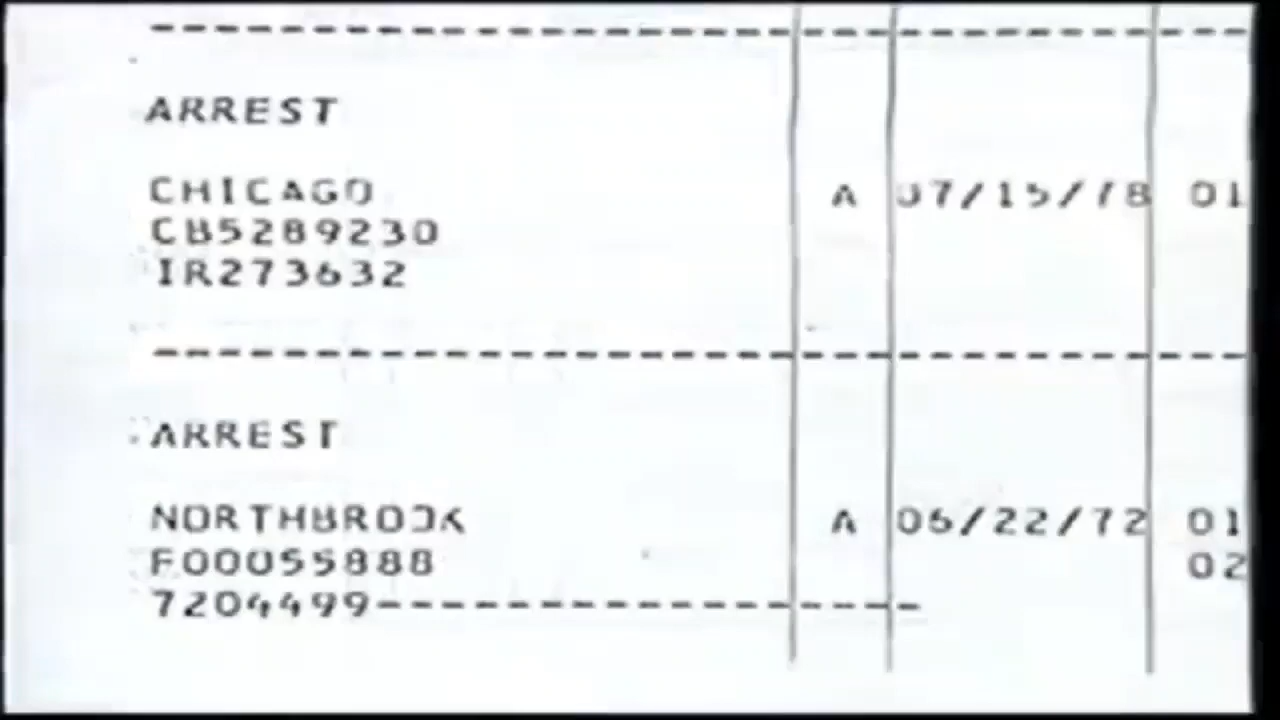 ARREST
CHICAGO A 07/15/78 01
CB5289230
IR273632
ARREST
NORTHBROOK A 06/22/72 01
F00055888 02
7204499